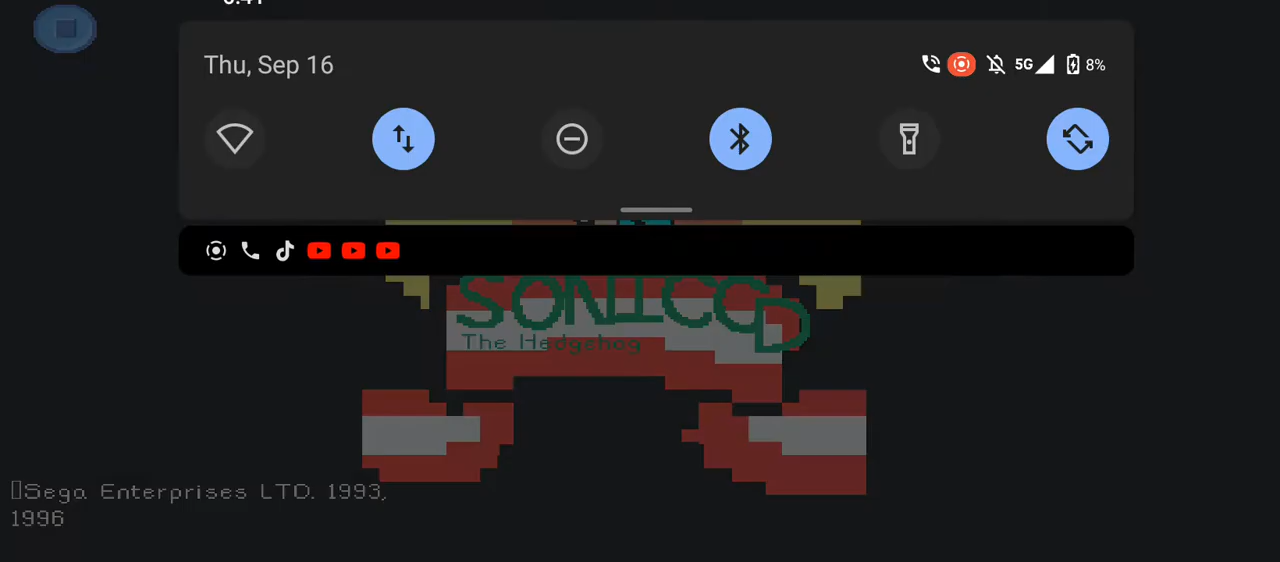 Thu, Sep 16
5G
8%
SONIC CD
The Hedgehog
Sega Enterprises LTD. 1993,
1996